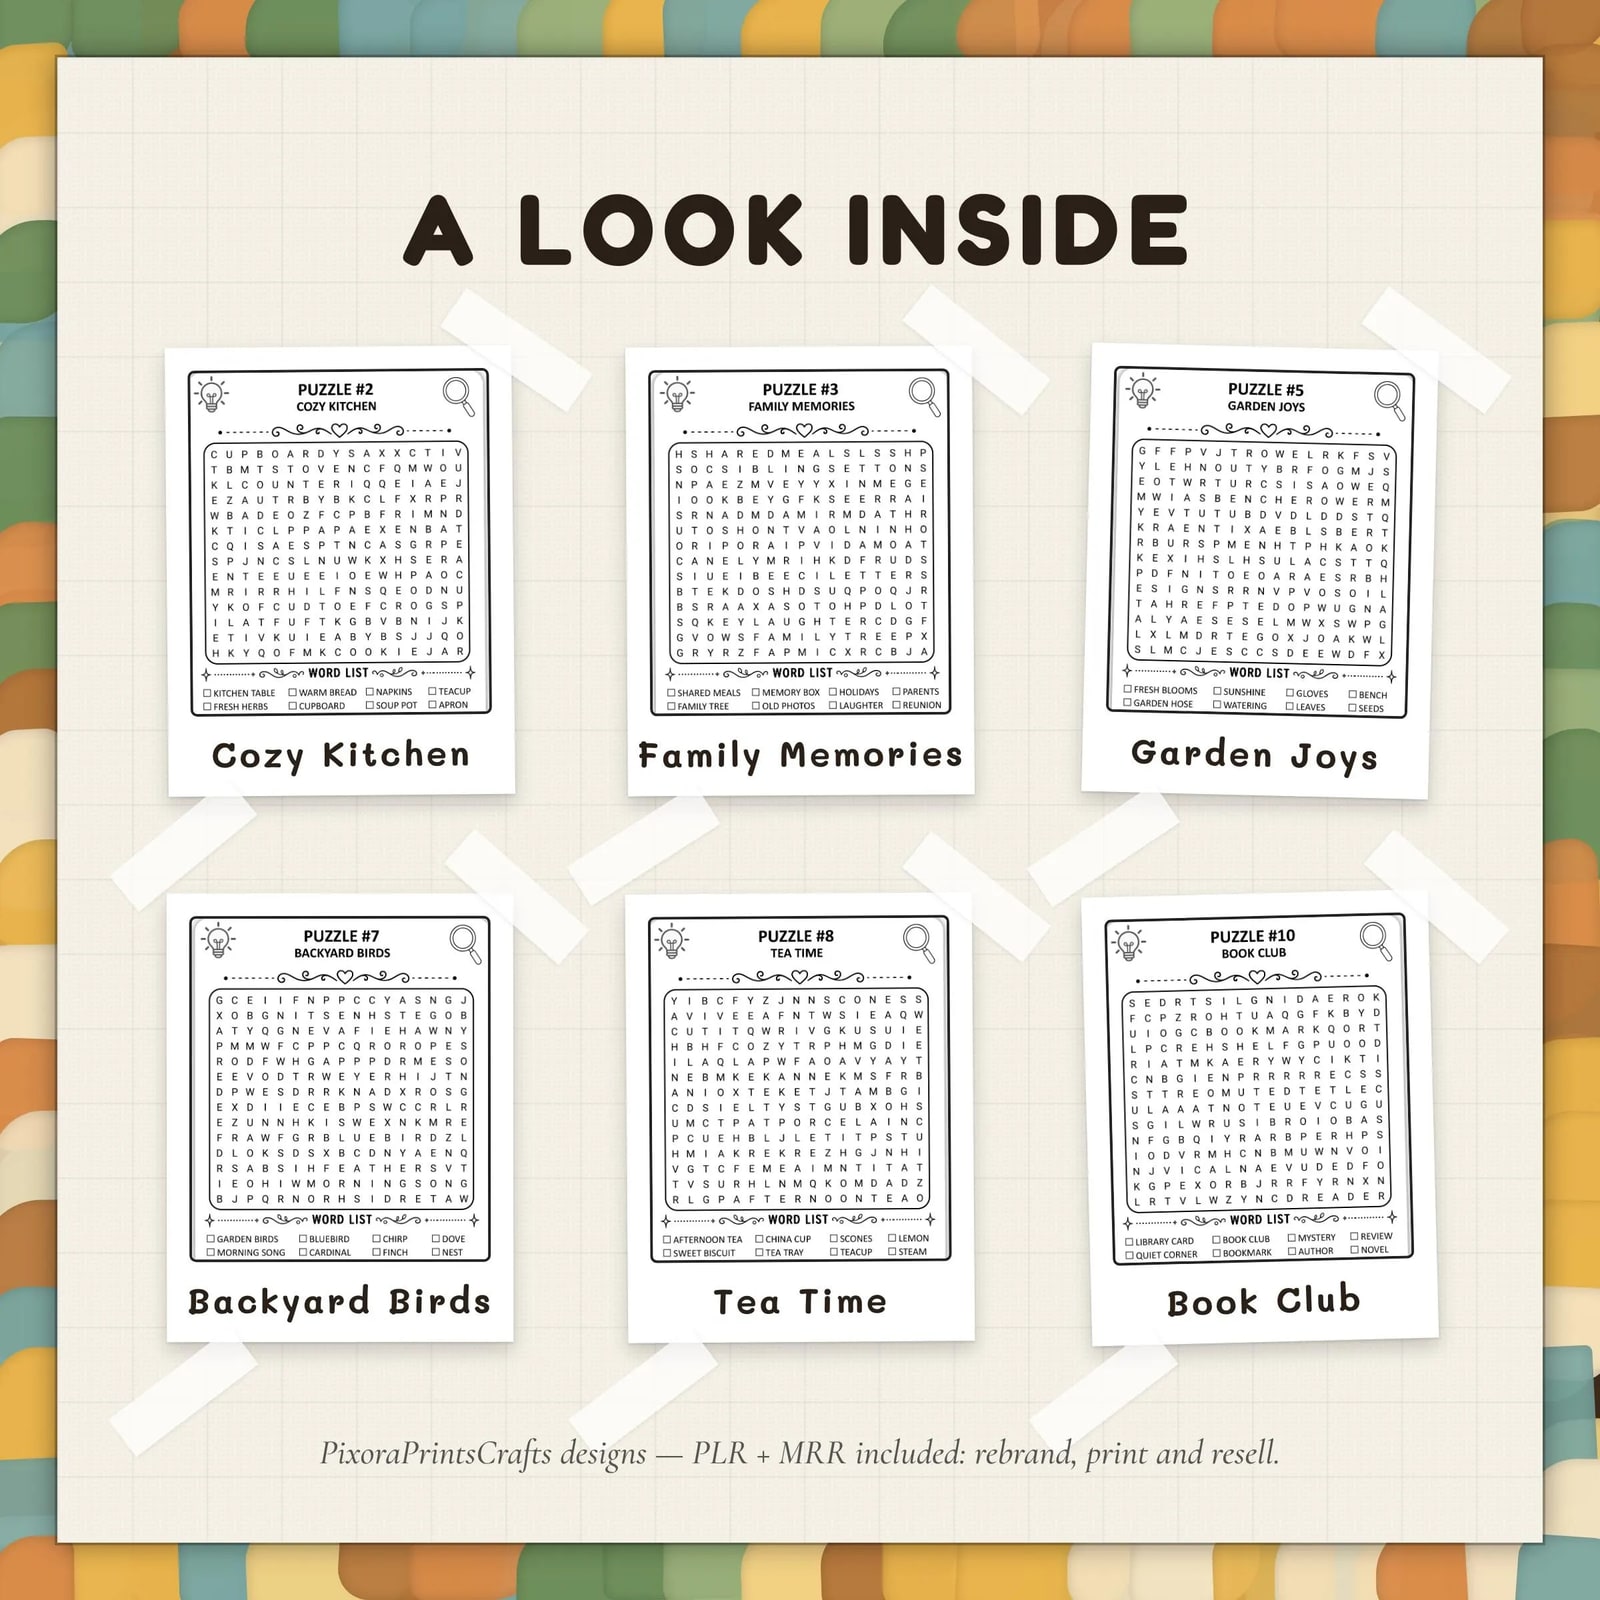 A LOOK INSIDE
PUZZLE #2
COZY KITCHEN
C U P B O A R D Y S A X X C T I V
T B M T S T O V E N C F Q M W O U
K L C O U N T E R I Q Q E I A E J
E Z A U T R B Y B K C L F X R P R
W B A D E O Z F C P B F R I M N D
K T I C L P P A P A E X E N B A T
C Q I S A E S P T N C A S G R P E
S P J N C S L N U W K X H S E R A
E N T E E U E E I O E W H P A O C
M R I R R H I L F N S Q E O D N U
Y K O F C U D T O E F C R O G S P
I L A T F U F T K G B V B N I J K
E T I V K U I E A B Y B S J J Q O
H K Y Q O F M K C O O K I E J A R
WORD LIST
KITCHEN TABLE WARM BREAD NAPKINS TEACUP
FRESH HERBS CUPBOARD SOUP POT APRON
Cozy Kitchen
PUZZLE #3
FAMILY MEMORIES
H S H A R E D M E A L S L S S H P
S O C S I B L I N G S E T T O N S
N P A E Z M V E Y Y X I N M E G E
I O O K B E Y G F K S E E R R A I
S R N A D M D A M I R M D A T H R
U T O S H O N T V A O L N I N H O
O R I P O R A I P V I D A M O A T
C A N E L Y M R I H K D F R U D S
S I U E I B E E C I L E T T E R S
B T E K D O S H D S U Q P O Q J R
B S R A A X A S O T O H P D L O T
S Q K E Y L A U G H T E R C D G F
G V O W S F A M I L Y T R E E P X
G R Y R Z F A P M I C X R C B J A
WORD LIST
SHARED MEALS MEMORY BOX HOLIDAYS PARENTS
FAMILY TREE OLD PHOTOS LAUGHTER REUNION
Family Memories
PUZZLE #5
GARDEN JOYS
G F F P V J T R O W E L R K F S V
Y L E H N O U T Y B R F O G M J S
E O T W R T U R C S I S A O W E Q
M W I A S B E N C H E R O W E R M
Y E V T U T U B D V D L D D S T Q
K R A E N T I X A E B L S B E R T
R B U R S P M E N H T P H K A O K
K E X I H S L H S U L A C S T T Q
P D F N I T O E O A R A E S R B H
E S I G N S R R N V P V O S O I L
T A H R E F P T E D O P W U G N A
A L Y A E S E S E L M W X S W P G
L X L M D R T E G O X J O A K W L
S L M C J E S C C S D E E W D F X
WORD LIST
FRESH BLOOMS SUNSHINE GLOVES BENCH
GARDEN HOSE WATERING LEAVES SEEDS
Garden Joys
PUZZLE #7
BACKYARD BIRDS
G C E I I F N P P C C Y A S N G J
X O B G N I T S E N H S T E G O B
A T Y Q G N E V A F I E H A W N Y
P M M W F C P P C Q R O R O P E S
R O D F W H G A P P P D R M E S O
E E V O D T R W E Y E R H I J T N
D P W E S D R R K N A D X R O S G
E X D I I E C E B P S W C C R L R
E Z U N N H K I S W E X N K M R E
F R A W F G R B L U E B I R D Z L
D L O K S D S X B C D N Y A E N Q
R S A B S I H F E A T H E R S V T
I E O H I W M O R N I N G S O N G
B J P Q R N O R H S I D R E T A W
WORD LIST
GARDEN BIRDS BLUEBIRD CHIRP DOVE
MORNING SONG CARDINAL FINCH NEST
Backyard Birds
PUZZLE #8
TEA TIME
Y I B C F Y Z J N N S C O N E S S
A V I V E E A F N T W S I E A Q W
C U T I T Q W R I V G K U S U I E
H B H F C O Z Y T R P H M G D I E
I L A Q L A P W F A O A V Y A Y T
N E B M K E K A N N E K M S F R B
A N I O X T E K E T J T A M B G I
C D S I E L T Y S T G U B X O H S
U M C T P A T P O R C E L A I N C
P C U E H B L J L E T I T P S T U
H M I A K R E K R E Z H G J N H I
V G T C F E M E A I M N T I T A T
T V S U R H L N M Q K O M D A D Z
R L G P A F T E R N O O N T E A O
WORD LIST
AFTERNOON TEA CHINA CUP SCONES LEMON
SWEET BISCUIT TEA TRAY TEACUP STEAM
Tea Time
PUZZLE #10
BOOK CLUB
S E D R T S I L G N I D A E R O K
F C P Z R O H T U A Q G F K B Y D
U I O G C B O O K M A R K Q O R T
L P C R E H S H E L F G P U O O D
R I A T M K A E R Y W Y C I K T I
C N B G I E N P R R R R R E C S S
S T T R E O M U T E D T E T L E C
U L A A A T N O T E U E V C U G U
S G I L W R U S I B R O I O B A S
N F G B Q I Y R A R B P E R H P S
I O D V R M H C N B M U W N V O I
N J V I C A L N A E V U D E D F O
K G P E X O R B J R R F Y R N X N
L R T V L W Z Y N C D R E A D E R
WORD LIST
LIBRARY CARD BOOK CLUB MYSTERY REVIEW
QUIET CORNER BOOKMARK AUTHOR NOVEL
Book Club
PixoraPrintsCrafts designs — PLR + MRR included: rebrand, print and resell.